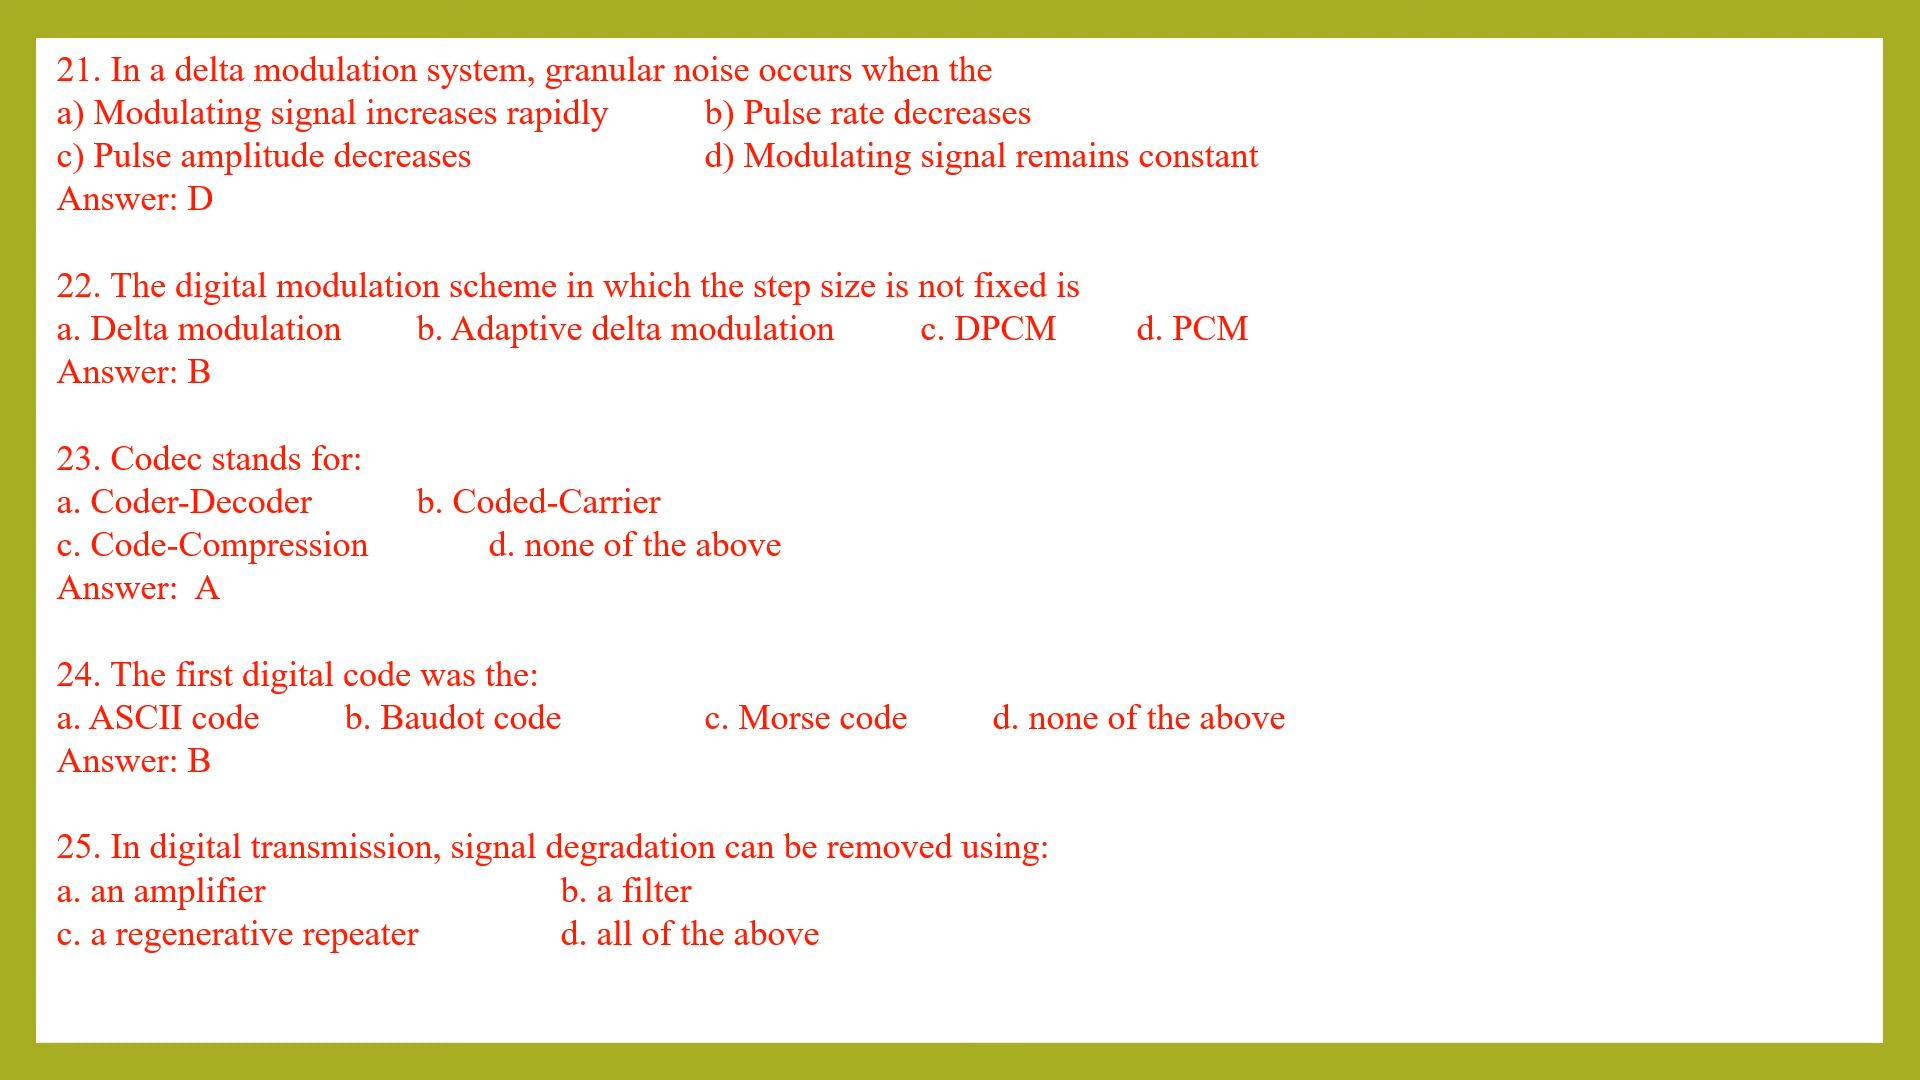 21. In a delta modulation system, granular noise occurs when the
a) Modulating signal increases rapidly b) Pulse rate decreases
c) Pulse amplitude decreases d) Modulating signal remains constant
Answer: D
22. The digital modulation scheme in which the step size is not fixed is
a. Delta modulation b. Adaptive delta modulation c. DPCM d. PCM
Answer: B
23. Codec stands for:
a. Coder-Decoder b. Coded-Carrier
c. Code-Compression d. none of the above
Answer: A
24. The first digital code was the:
a. ASCII code b. Baudot code c. Morse code d. none of the above
Answer: B
25. In digital transmission, signal degradation can be removed using:
a. an amplifier b. a filter
c. a regenerative repeater d. all of the above